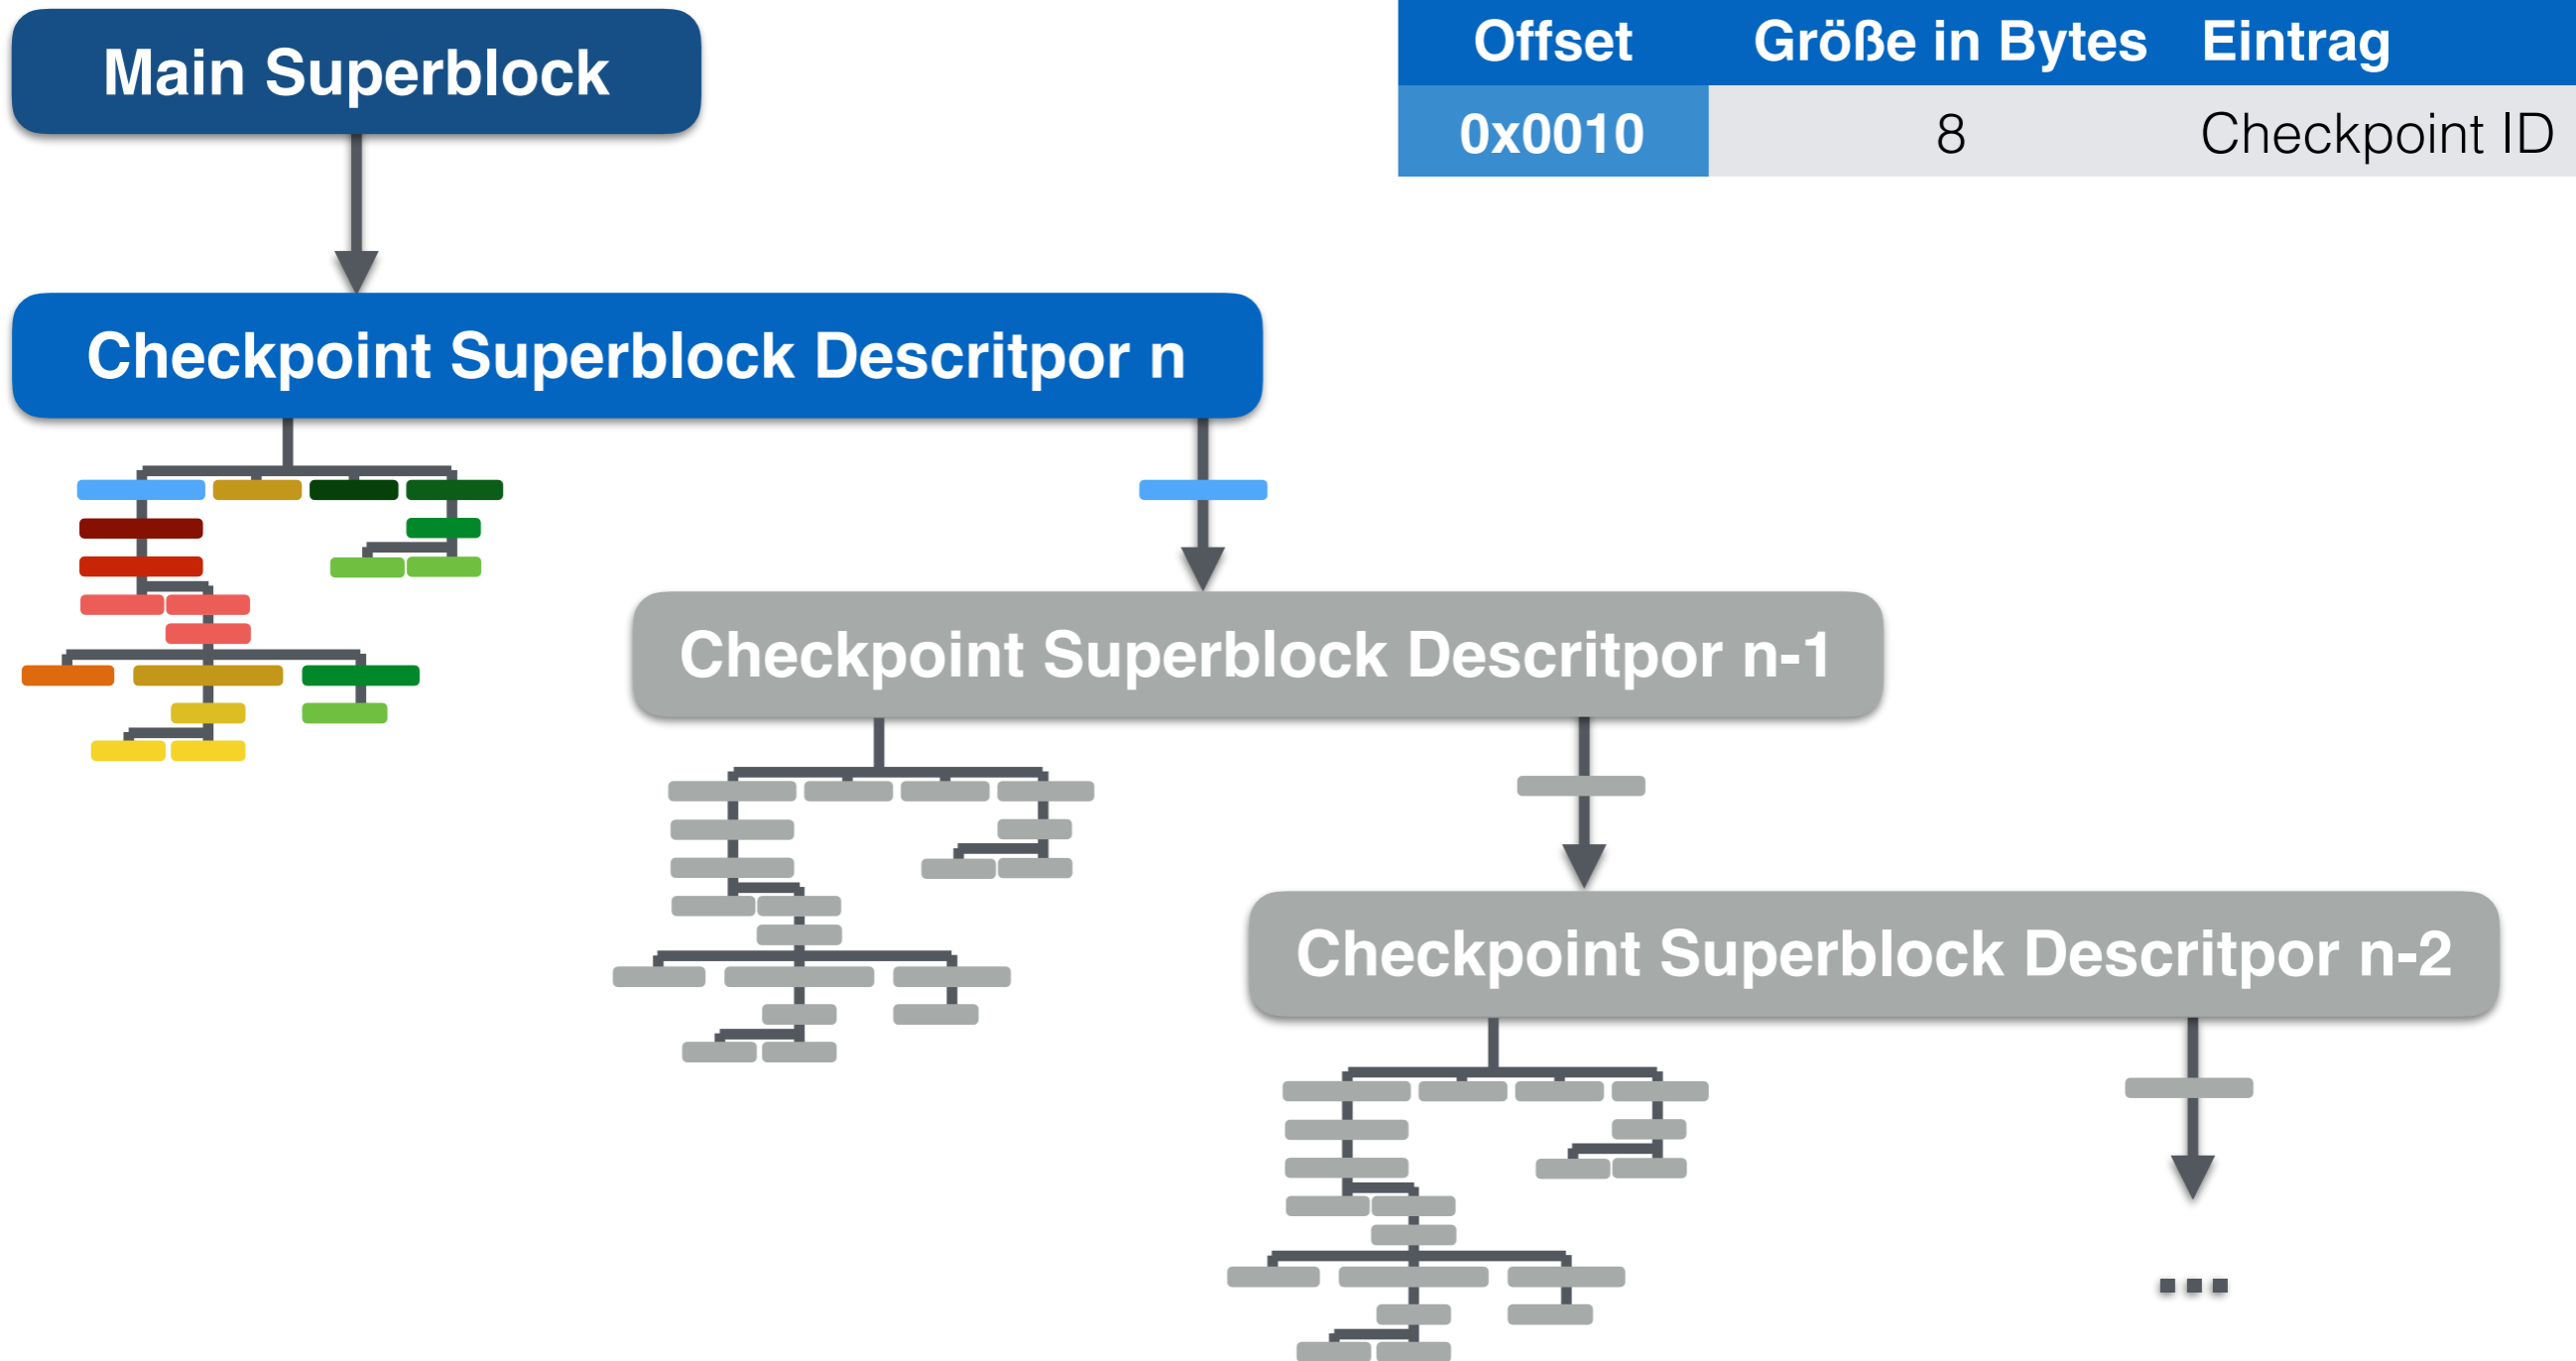 Main Superblock
Offset Größe in Bytes Eintrag
0x0010 8 Checkpoint ID
Checkpoint Superblock Descritpor n
Checkpoint Superblock Descritpor n-1
Checkpoint Superblock Descritpor n-2
...